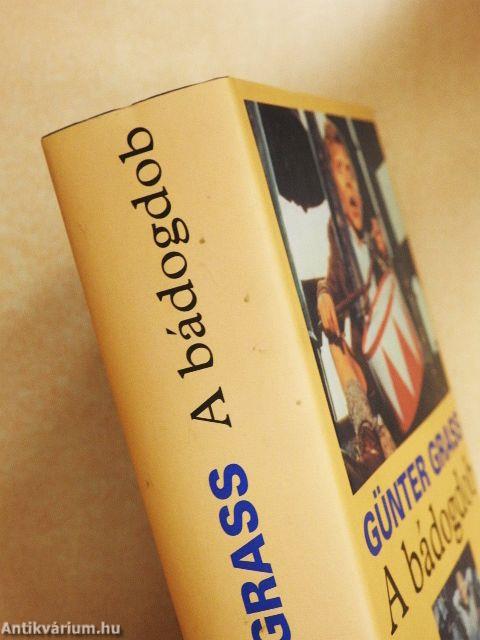 GRASS A bádogdob
GÜNTER GRASS
A bádogdob
Antikvárium.hu